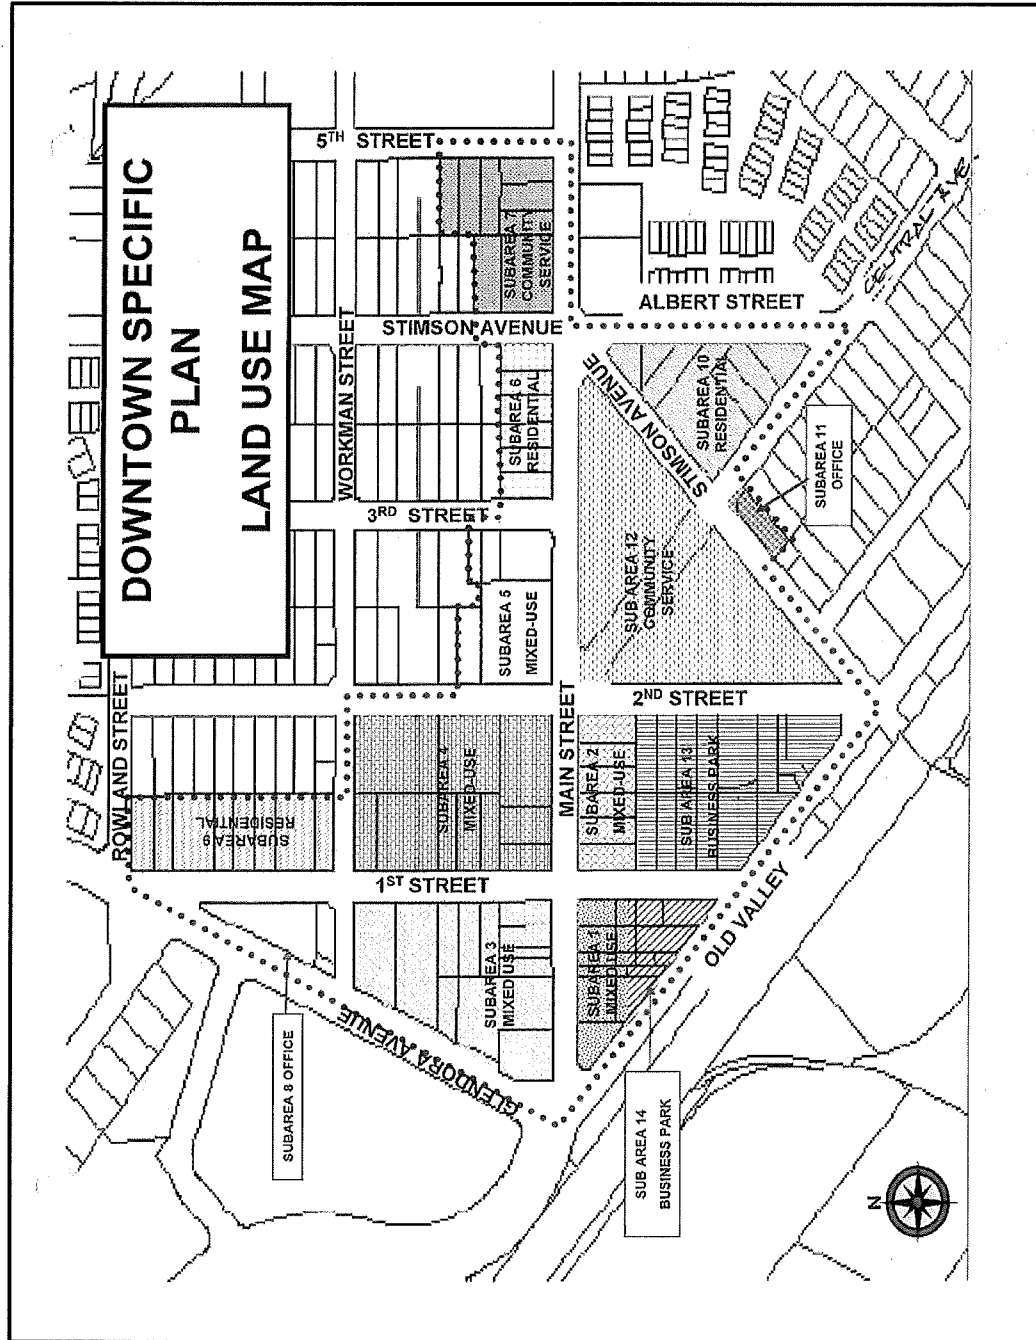 DOWNTOWN SPECIFIC
PLAN
LAND USE MAP
ROWLAND STREET
WORKMAN STREET
5TH STREET
STIMSON AVENUE
3RD STREET
2ND STREET
1ST STREET
MAIN STREET
ALBERT STREET
STIMSON AVENUE
CENTRAL AVE
GLENDORA AVENUE
OLD VALLEY
SUBAREA 9
RESIDENTIAL
SUBAREA 8 OFFICE
SUBAREA 3
MIXED USE
SUBAREA 4
MIXED-USE
SUBAREA 5
MIXED-USE
SUBAREA 6
RESIDENTIAL
SUBAREA 7
COMMUNITY
SERVICE
SUBAREA 1
MIXED USE
SUBAREA 2
MIXED-USE
SUBAREA 13
BUSINESS PARK
SUB AREA 12
COMMUNITY
SERVICE
SUBAREA 10
RESIDENTIAL
SUBAREA 11
OFFICE
SUB AREA 14
BUSINESS PARK
N